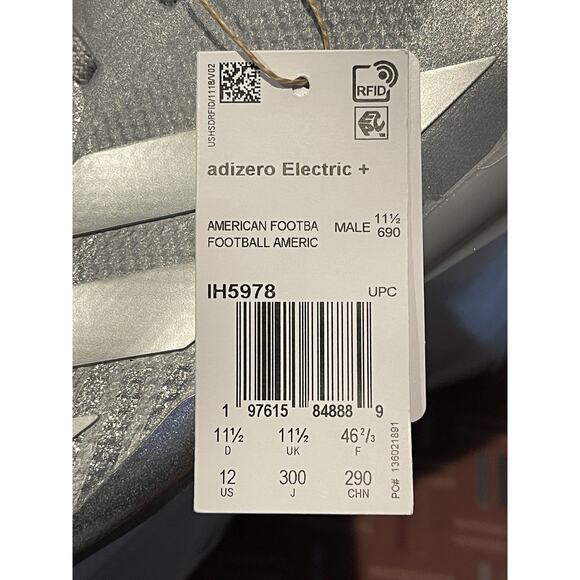 USHSDRFID/1118/V02
RFID
EPC
adizero Electric +
AMERICAN FOOTBA MALE 11½
FOOTBALL AMERIC 690
IH5978 UPC
1 97615 84888 9
11½ 11½ 46²/₃
D UK F
12 300 290
US J CHN
PO# 136021891